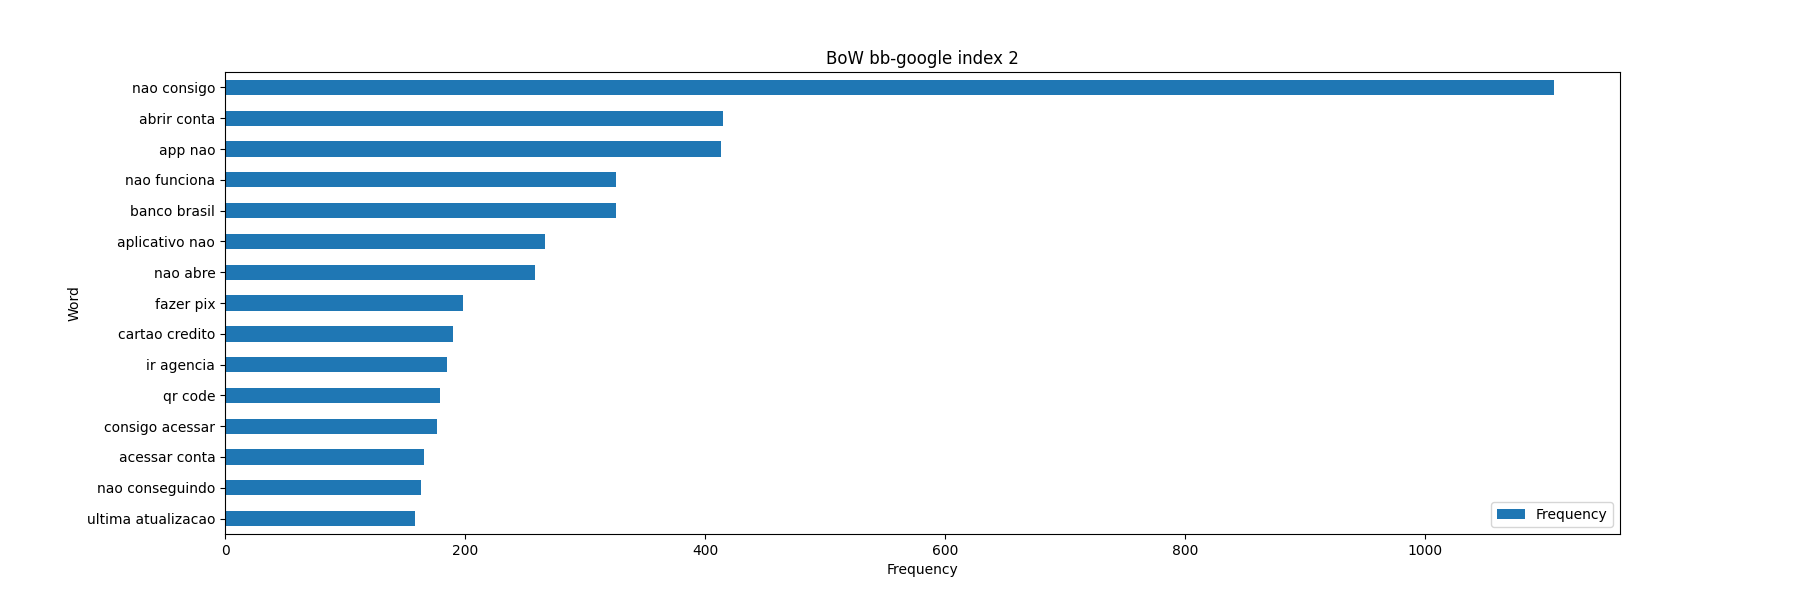 BoW bb-google index 2
Word
nao consigo
abrir conta
app nao
nao funciona
banco brasil
aplicativo nao
nao abre
fazer pix
cartao credito
ir agencia
qr code
consigo acessar
acessar conta
nao conseguindo
ultima atualizacao
Frequency
0 200 400 600 800 1000
Frequency